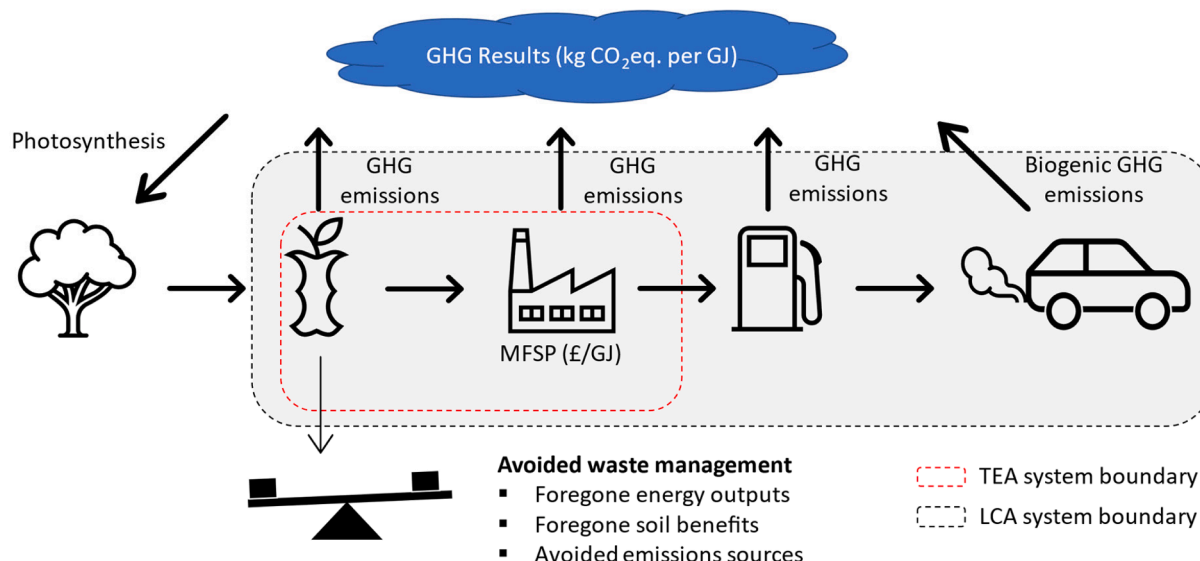 GHG Results (kg CO₂eq. per GJ)
Photosynthesis
GHG
emissions
GHG
emissions
GHG
emissions
Biogenic GHG
emissions
MFSP (£/GJ)
Avoided waste management
▪ Foregone energy outputs
▪ Foregone soil benefits
▪ Avoided emissions sources
TEA system boundary
LCA system boundary